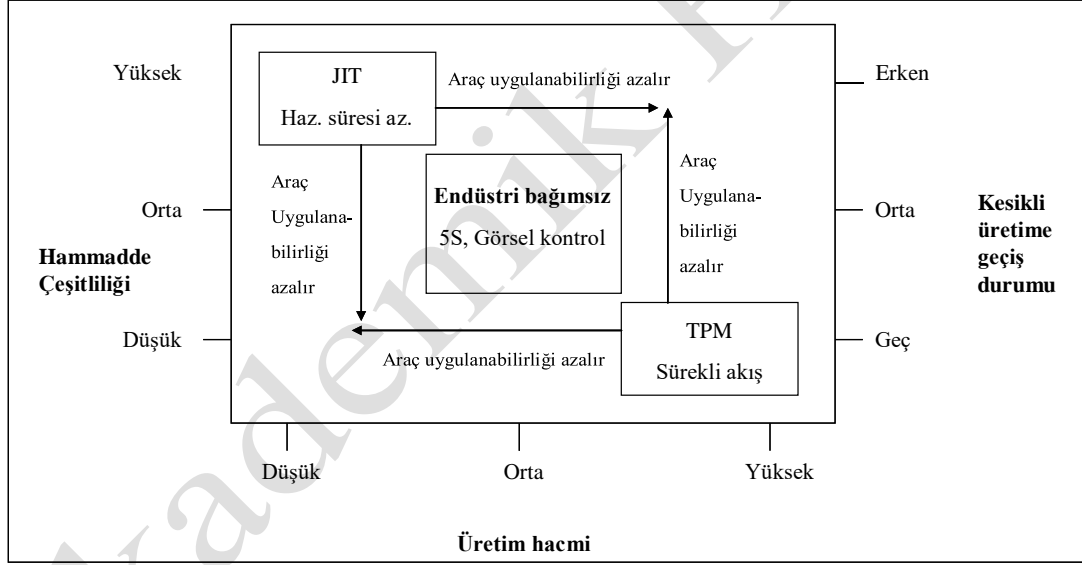 Yüksek
JIT
Haz. süresi az.
Araç uygulanabilirliği azalır
Erken
Araç
Uygulana-
bilirliği
azalır
Endüstri bağımsız
5S, Görsel kontrol
Araç
Uygulana-
bilirliği
azalır
Orta
Orta
Hammadde
Çeşitliliği
Kesikli
üretime
geçiş
durumu
Düşük
TPM
Sürekli akış
Araç uygulanabilirliği azalır
Geç
Düşük
Orta
Yüksek
Üretim hacmi